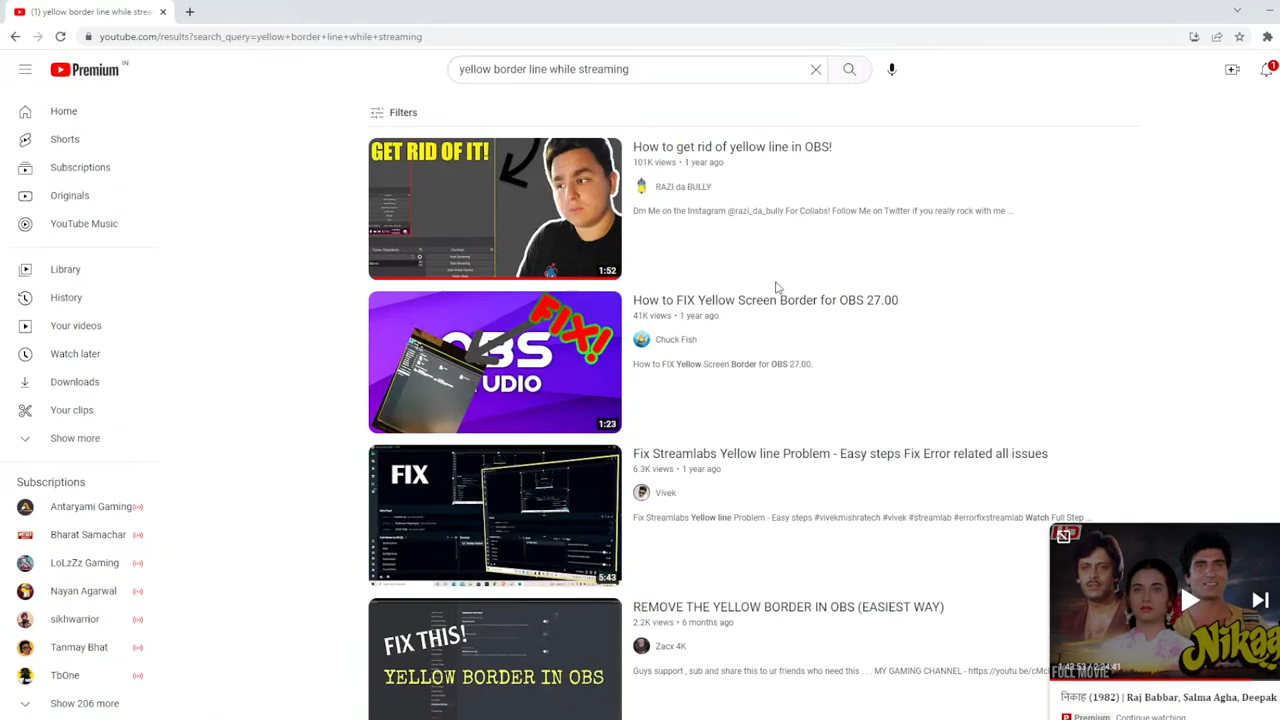 (1) yellow border line while stre
youtube.com/results?search_query=yellow+border+line+while+streaming
Premium IN
yellow border line while streaming
1
Home
Shorts
Subscriptions
Originals
YouTube Music
Library
History
Your videos
Watch later
Downloads
Your clips
Show more
Subscriptions
Antaryami Gaming
Bharat Samachar
LoLzZz Gaming
Nayan Agarwal
sikhwarrior
Tanmay Bhat
TbOne
Show 206 more
Filters
GET RID OF IT!
1:52
How to get rid of yellow line in OBS!
101K views • 1 year ago
RAZI da BULLY
Dm Me on the Instagram @razi_da_bully For Collabs! Follow Me on Twitter if you really rock with me ...
FIX!
OBS
TUDIO
1:23
How to FIX Yellow Screen Border for OBS 27.00
41K views • 1 year ago
Chuck Fish
How to FIX Yellow Screen Border for OBS 27.00.
FIX
5:43
Fix Streamlabs Yellow line Problem - Easy steps Fix Error related all issues
6.3K views • 1 year ago
Vivek
Fix Streamlabs Yellow line Problem - Easy steps #vivekmishratech #vivek #streamlab #errorfixstreamlab Watch Full Step ...
FIX THIS!
YELLOW BORDER IN OBS
REMOVE THE YELLOW BORDER IN OBS (EASIEST WAY)
2.2K views • 6 months ago
Zacx 4K
Guys support , sub and share this to ur friends who need this . . . MY GAMING CHANNEL - https://youtu.be/cMcl
Nikaa
1:43:53 / 2:24:41
FULL MOVIE
निकाह (1982) | Raj Babbar, Salma Agha, Deepak
Premium Continue watching